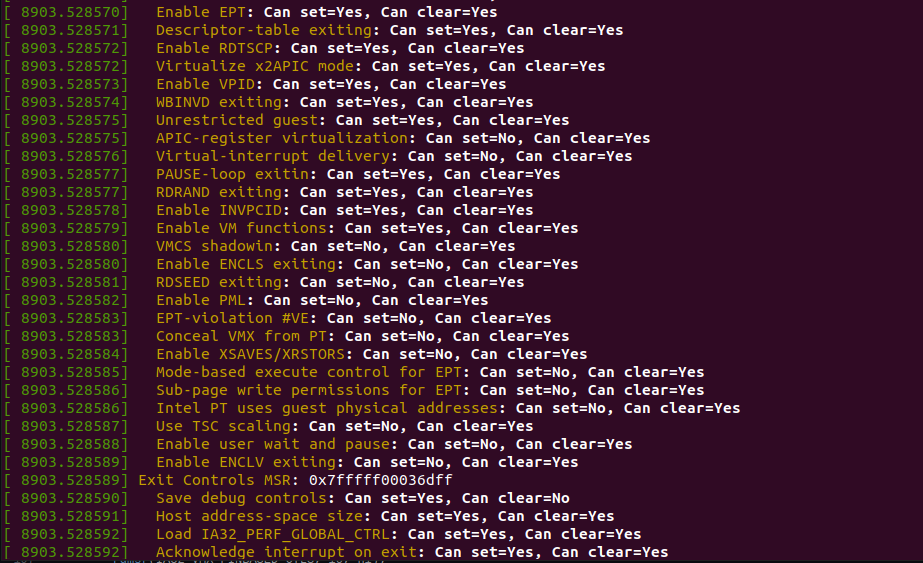 [ 8903.528570]   Enable EPT: Can set=Yes, Can clear=Yes
[ 8903.528571]   Descriptor-table exiting: Can set=Yes, Can clear=Yes
[ 8903.528572]   Enable RDTSCP: Can set=Yes, Can clear=Yes
[ 8903.528572]   Virtualize x2APIC mode: Can set=Yes, Can clear=Yes
[ 8903.528573]   Enable VPID: Can set=Yes, Can clear=Yes
[ 8903.528574]   WBINVD exiting: Can set=Yes, Can clear=Yes
[ 8903.528575]   Unrestricted guest: Can set=Yes, Can clear=Yes
[ 8903.528575]   APIC-register virtualization: Can set=No, Can clear=Yes
[ 8903.528576]   Virtual-interrupt delivery: Can set=No, Can clear=Yes
[ 8903.528577]   PAUSE-loop exitin: Can set=Yes, Can clear=Yes
[ 8903.528577]   RDRAND exiting: Can set=Yes, Can clear=Yes
[ 8903.528578]   Enable INVPCID: Can set=Yes, Can clear=Yes
[ 8903.528579]   Enable VM functions: Can set=Yes, Can clear=Yes
[ 8903.528580]   VMCS shadowin: Can set=No, Can clear=Yes
[ 8903.528580]   Enable ENCLS exiting: Can set=No, Can clear=Yes
[ 8903.528581]   RDSEED exiting: Can set=No, Can clear=Yes
[ 8903.528582]   Enable PML: Can set=No, Can clear=Yes
[ 8903.528583]   EPT-violation #VE: Can set=No, Can clear=Yes
[ 8903.528583]   Conceal VMX from PT: Can set=No, Can clear=Yes
[ 8903.528584]   Enable XSAVES/XRSTORS: Can set=No, Can clear=Yes
[ 8903.528585]   Mode-based execute control for EPT: Can set=No, Can clear=Yes
[ 8903.528586]   Sub-page write permissions for EPT: Can set=No, Can clear=Yes
[ 8903.528586]   Intel PT uses guest physical addresses: Can set=No, Can clear=Yes
[ 8903.528587]   Use TSC scaling: Can set=No, Can clear=Yes
[ 8903.528588]   Enable user wait and pause: Can set=No, Can clear=Yes
[ 8903.528589]   Enable ENCLV exiting: Can set=No, Can clear=Yes
[ 8903.528589] Exit Controls MSR: 0x7fffff00036dff
[ 8903.528590]   Save debug controls: Can set=Yes, Can clear=No
[ 8903.528591]   Host address-space size: Can set=Yes, Can clear=Yes
[ 8903.528592]   Load IA32_PERF_GLOBAL_CTRL: Can set=Yes, Can clear=Yes
[ 8903.528592]   Acknowledge interrupt on exit: Can set=Yes, Can clear=Yes